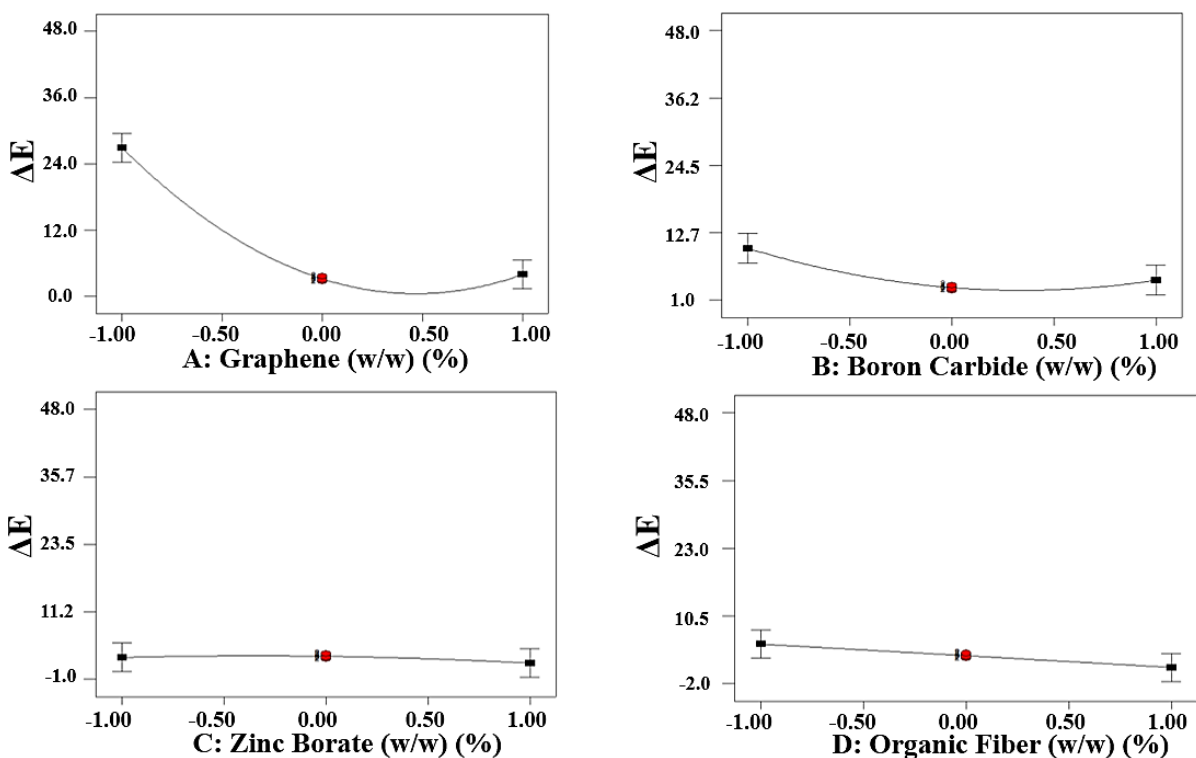 48.0
36.0
24.0
12.0
0.0
ΔE
-1.00 -0.50 0.00 0.50 1.00
A: Graphene (w/w) (%)
48.0
36.2
24.5
12.7
1.0
ΔE
-1.00 -0.50 0.00 0.50 1.00
B: Boron Carbide (w/w) (%)
48.0
35.7
23.5
11.2
-1.0
ΔE
-1.00 -0.50 0.00 0.50 1.00
C: Zinc Borate (w/w) (%)
48.0
35.5
23.0
10.5
-2.0
ΔE
-1.00 -0.50 0.00 0.50 1.00
D: Organic Fiber (w/w) (%)